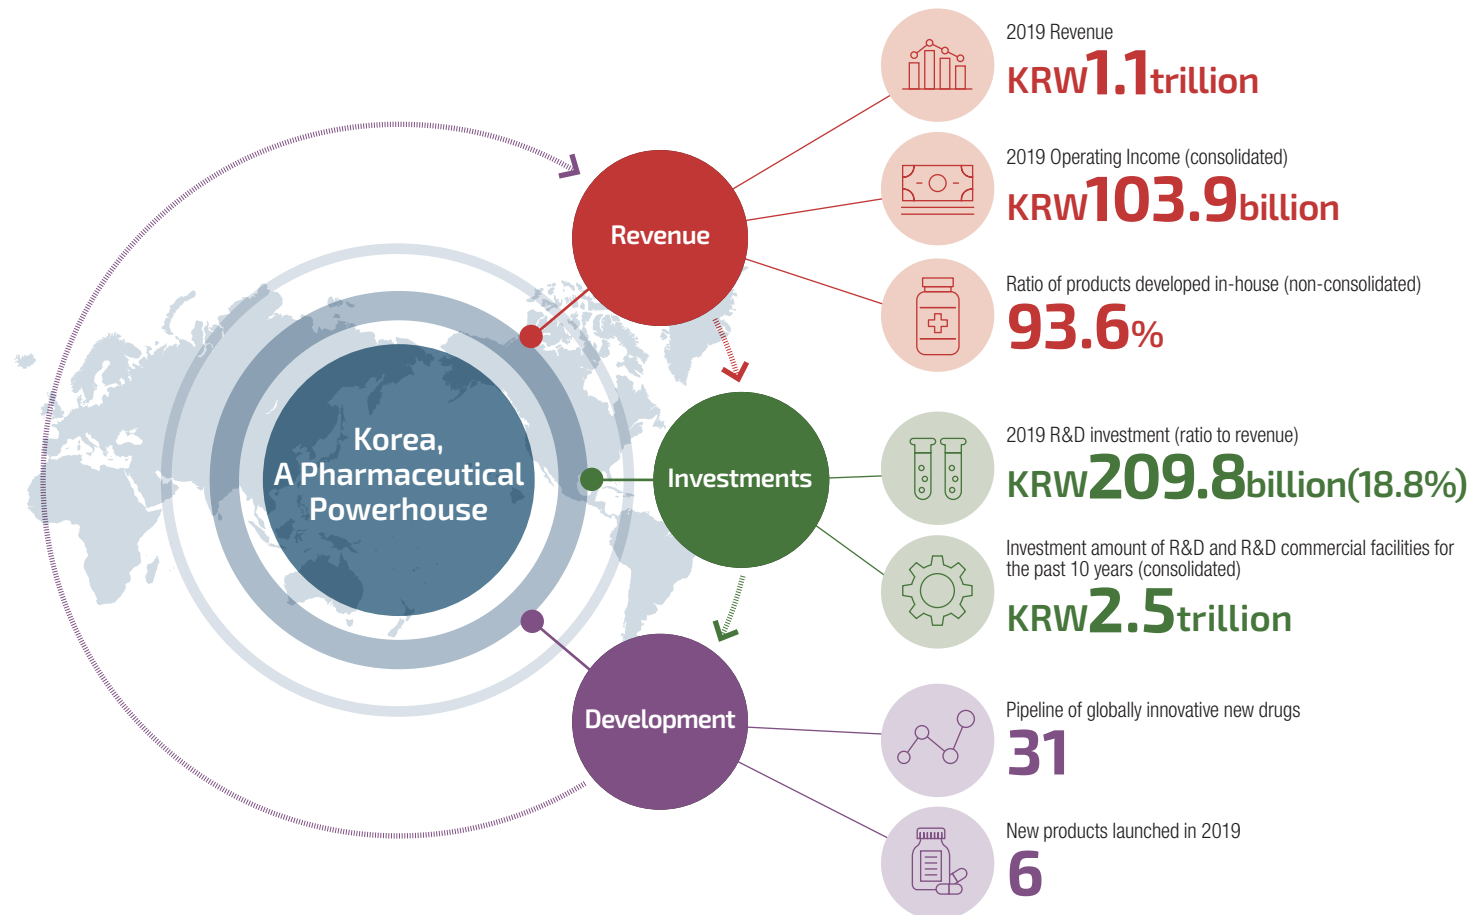 Korea,
A Pharmaceutical
Powerhouse
Revenue
2019 Revenue
KRW1.1trillion
2019 Operating Income (consolidated)
KRW103.9billion
Ratio of products developed in-house (non-consolidated)
93.6%
Investments
2019 R&D investment (ratio to revenue)
KRW209.8billion(18.8%)
Investment amount of R&D and R&D commercial facilities for
the past 10 years (consolidated)
KRW2.5trillion
Development
Pipeline of globally innovative new drugs
31
New products launched in 2019
6